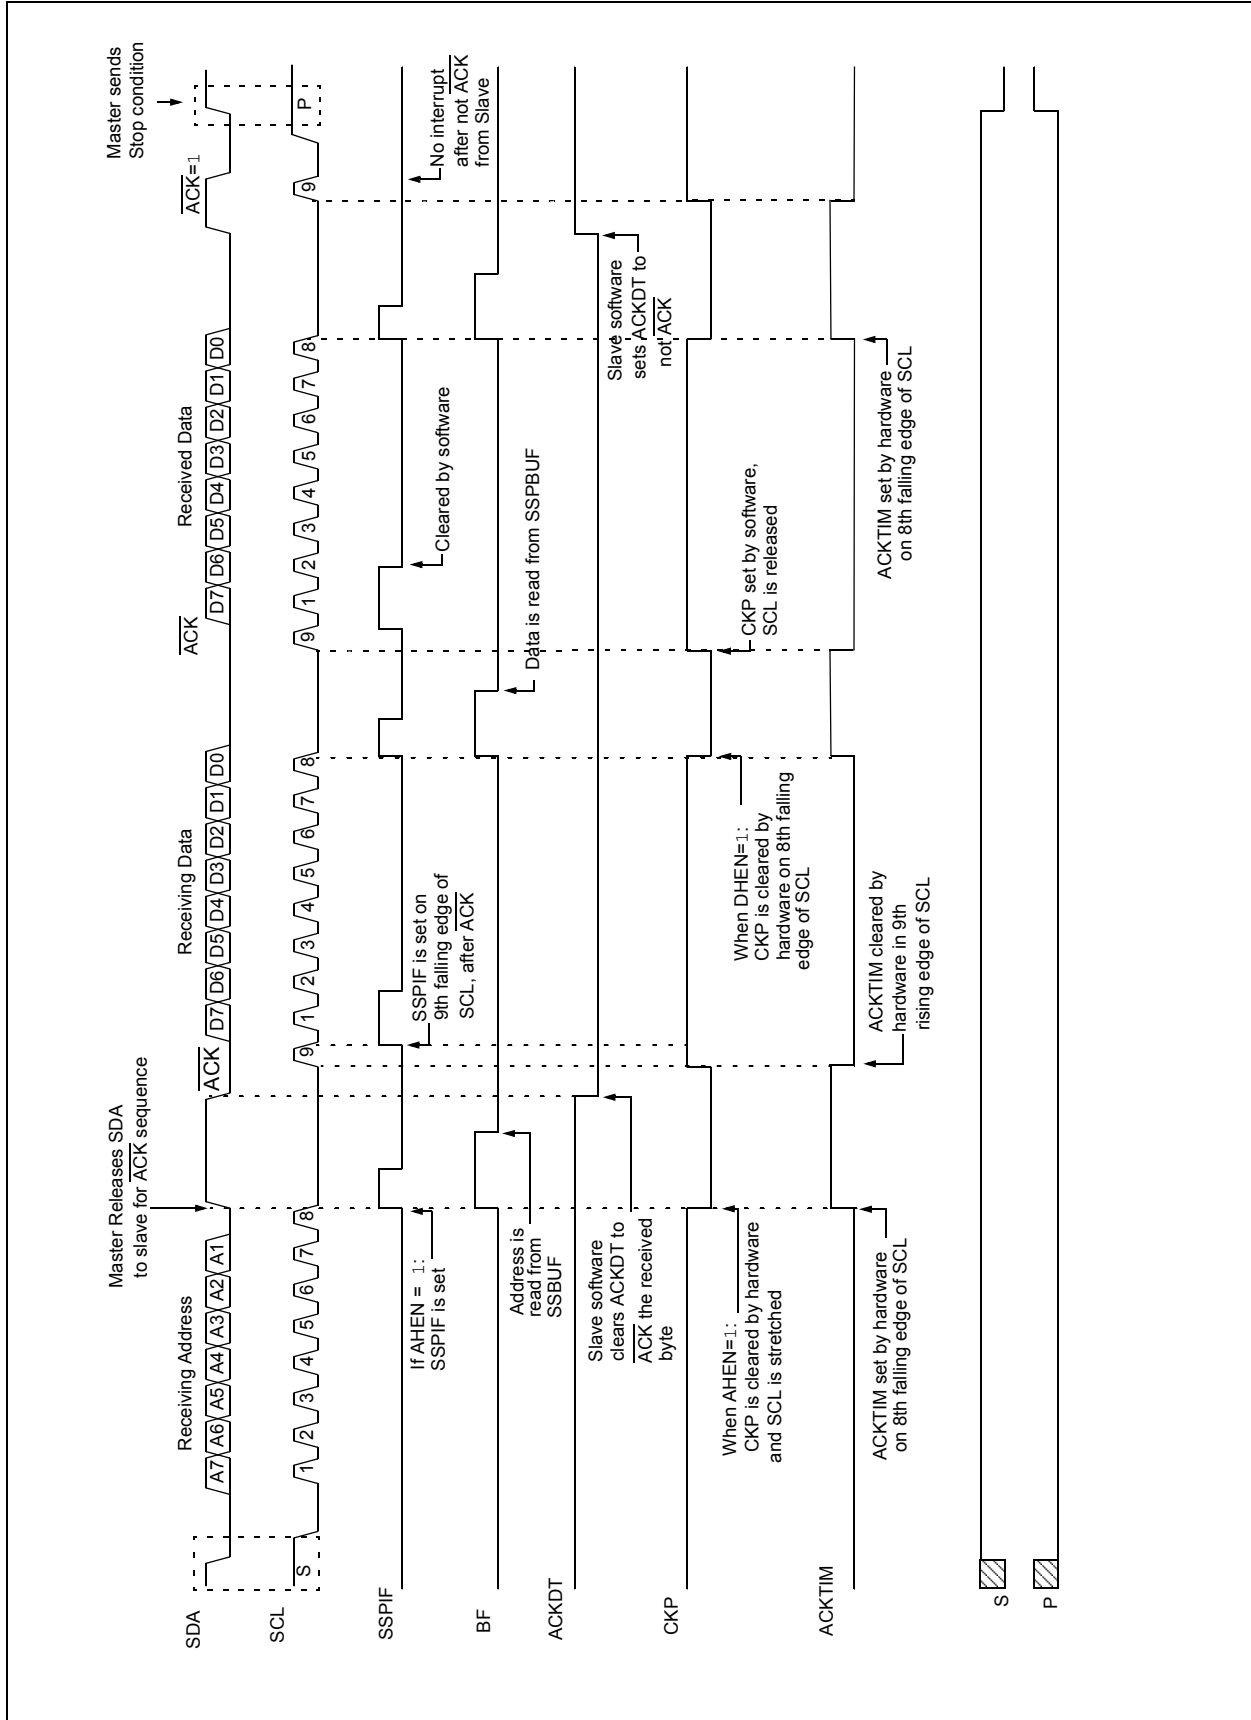 Master Releases SDA
to slave for ACK sequence
Master sends
Stop condition
Receiving Address
Receiving Data
ACK
Received Data
ACK
ACK=1
SDA
A7 A6 A5 A4 A3 A2 A1
D7 D6 D5 D4 D3 D2 D1 D0
D7 D6 D5 D4 D3 D2 D1 D0
SCL
S
1 2 3 4 5 6 7 8
9
1 2 3 4 5 6 7 8
9
1 2 3 4 5 6 7 8
9
P
SSPIF
If AHEN = 1:
SSPIF is set
SSPIF is set on
9th falling edge of
SCL, after ACK
Cleared by software
No interrupt
after not ACK
from Slave
BF
Address is
read from
SSBUF
Data is read from SSPBUF
ACKDT
Slave software
clears ACKDT to
ACK the received
byte
Slave software
sets ACKDT to
not ACK
CKP
When AHEN=1:
CKP is cleared by hardware
and SCL is stretched
When DHEN=1:
CKP is cleared by
hardware on 8th falling
edge of SCL
CKP set by software,
SCL is released
ACKTIM
ACKTIM set by hardware
on 8th falling edge of SCL
ACKTIM cleared by
hardware in 9th
rising edge of SCL
ACKTIM set by hardware
on 8th falling edge of SCL
S
P